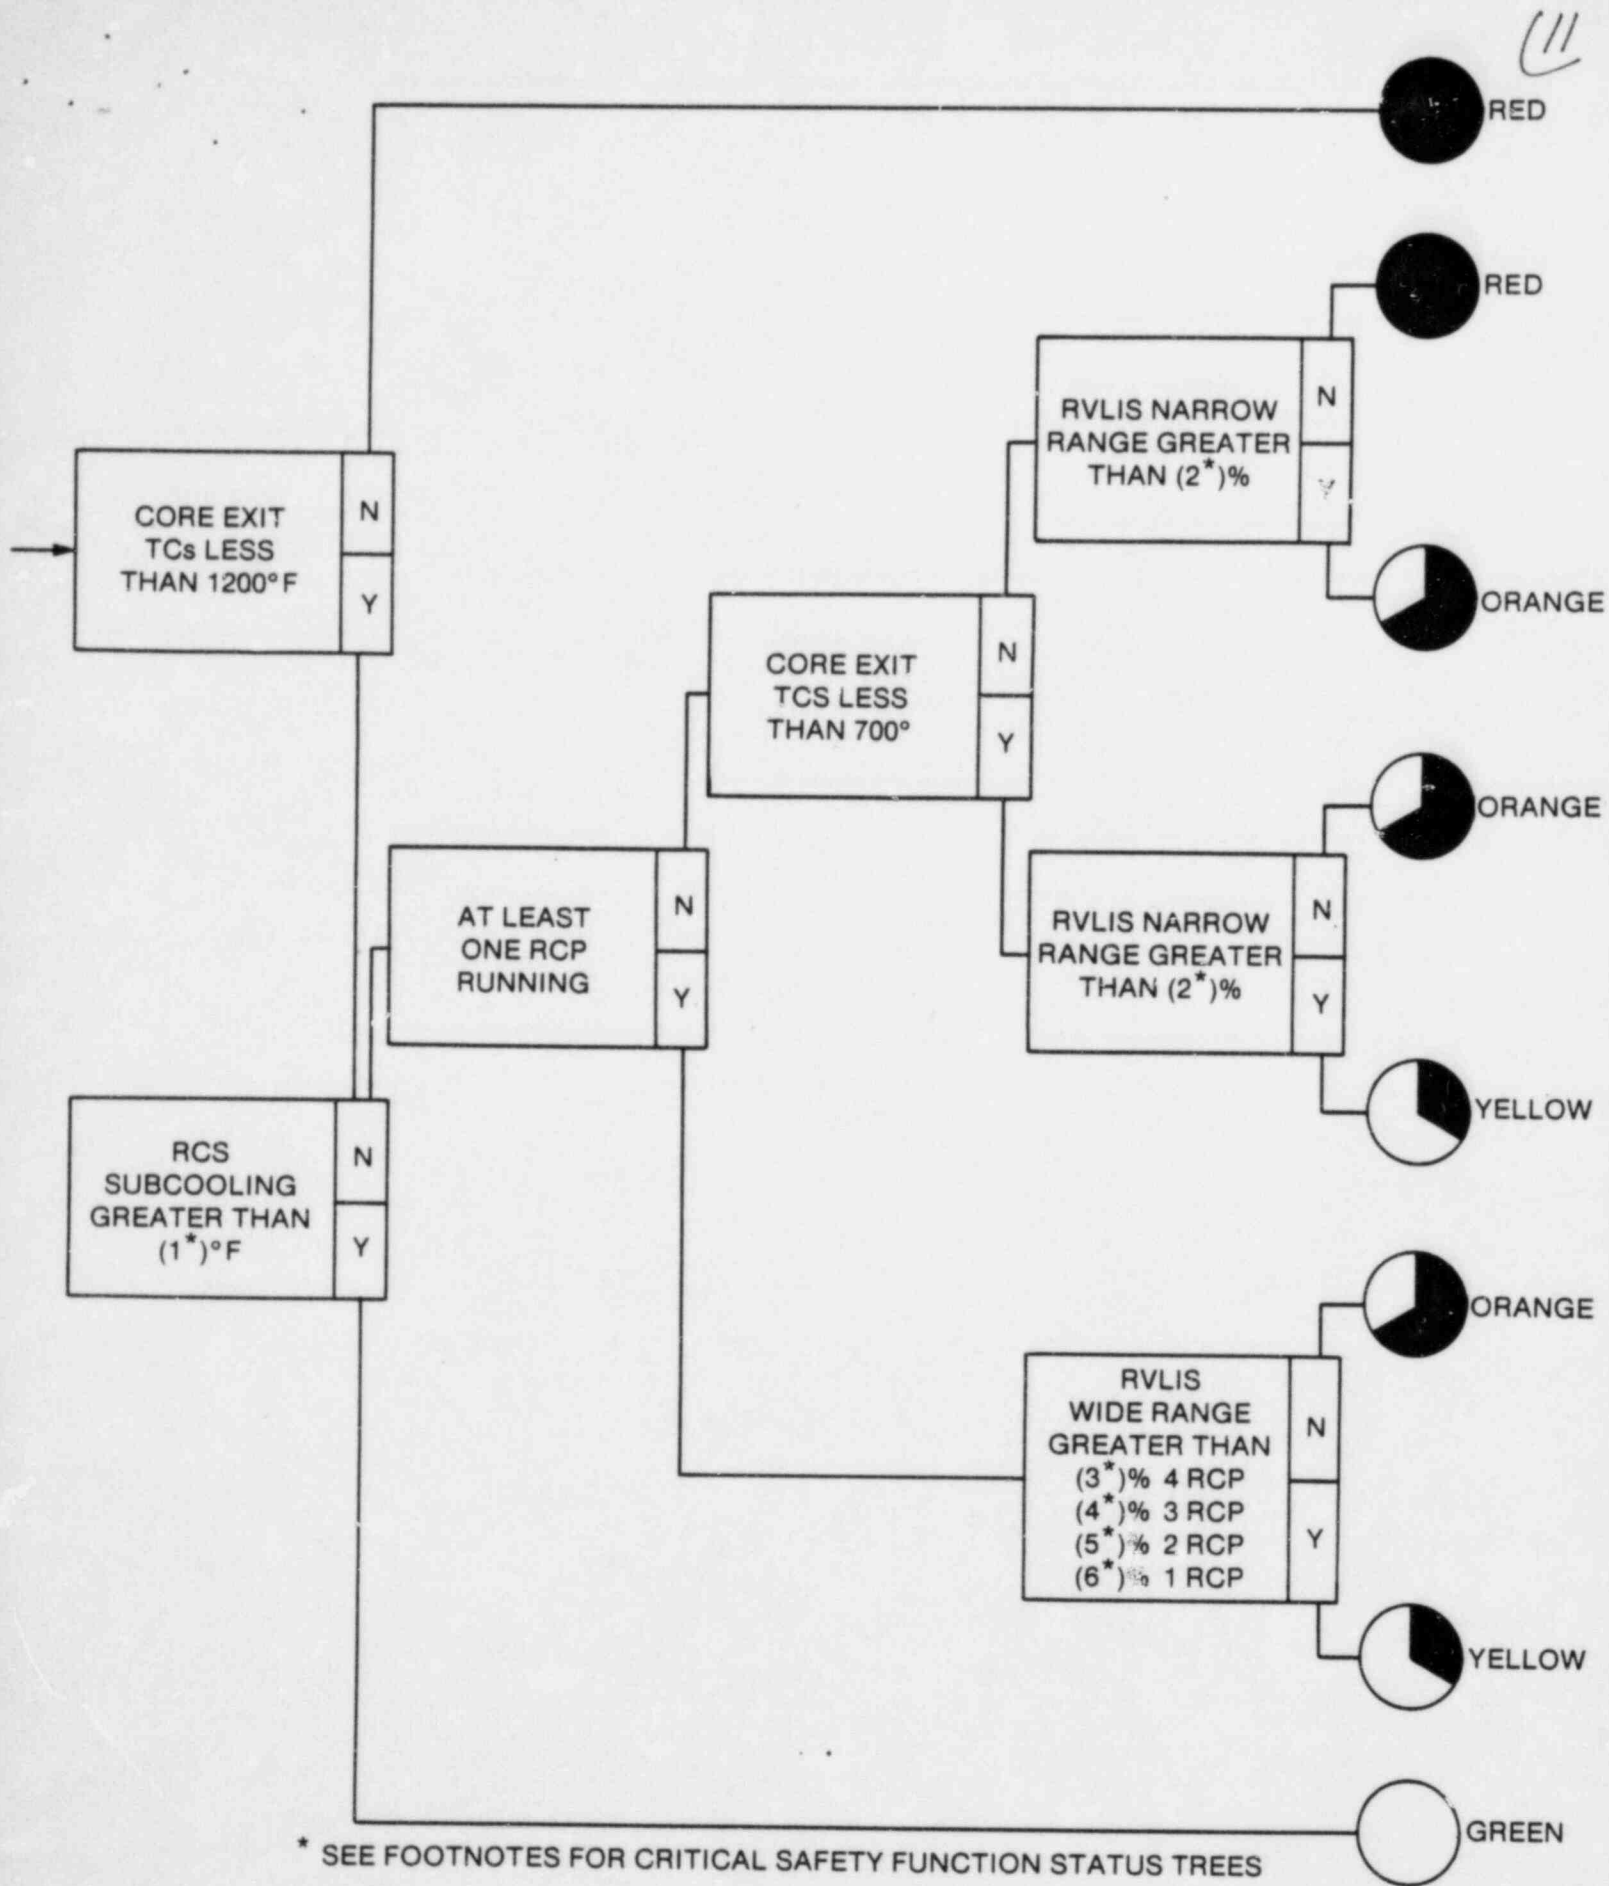 (11
RED
RED
RVLIS NARROW
RANGE GREATER
THAN (2*)%
N
Y
ORANGE
CORE EXIT
TCs LESS
THAN 1200°F
N
Y
CORE EXIT
TCS LESS
THAN 700°
N
Y
ORANGE
AT LEAST
ONE RCP
RUNNING
N
Y
RVLIS NARROW
RANGE GREATER
THAN (2*)%
N
Y
YELLOW
RCS
SUBCOOLING
GREATER THAN
(1*)°F
N
Y
ORANGE
RVLIS
WIDE RANGE
GREATER THAN
(3*)% 4 RCP
(4*)% 3 RCP
(5*)% 2 RCP
(6*)% 1 RCP
N
Y
YELLOW
GREEN
* SEE FOOTNOTES FOR CRITICAL SAFETY FUNCTION STATUS TREES